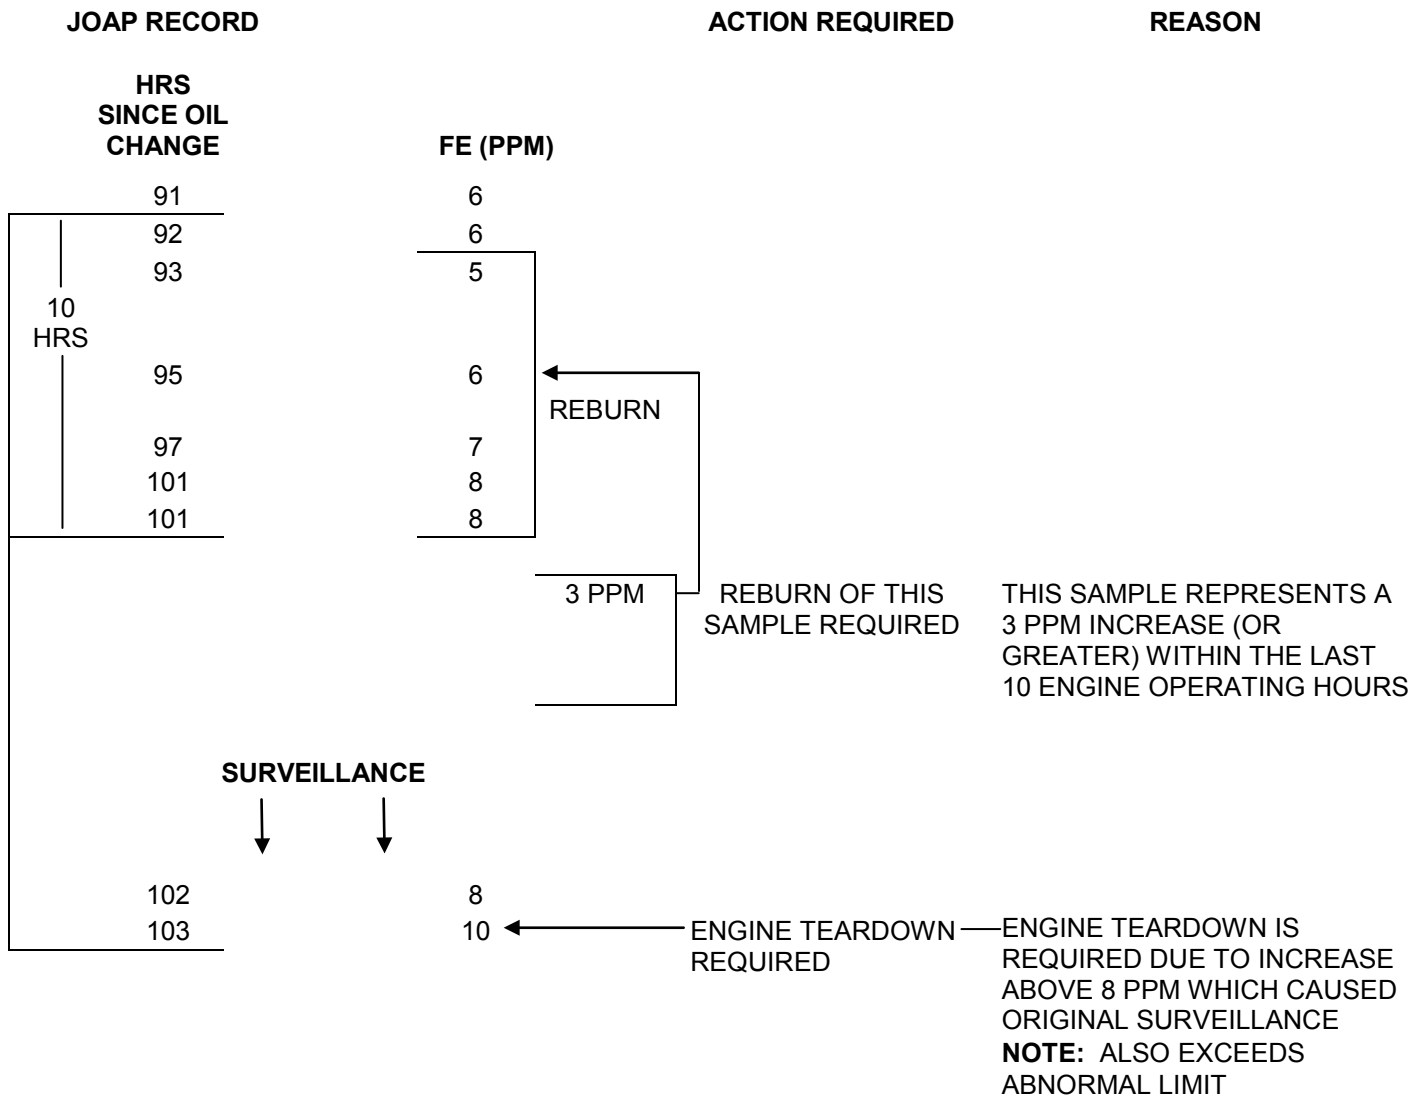 JOAP RECORD ACTION REQUIRED REASON
HRS
SINCE OIL
CHANGE FE (PPM)
91 6
92 6
93 5
10
HRS
95 6
REBURN
97 7
101 8
101 8
3 PPM REBURN OF THIS THIS SAMPLE REPRESENTS A
SAMPLE REQUIRED 3 PPM INCREASE (OR
GREATER) WITHIN THE LAST
10 ENGINE OPERATING HOURS
SURVEILLANCE
102 8
103 10 ENGINE TEARDOWN ENGINE TEARDOWN IS
REQUIRED REQUIRED DUE TO INCREASE
ABOVE 8 PPM WHICH CAUSED
ORIGINAL SURVEILLANCE
NOTE: ALSO EXCEEDS
ABNORMAL LIMIT